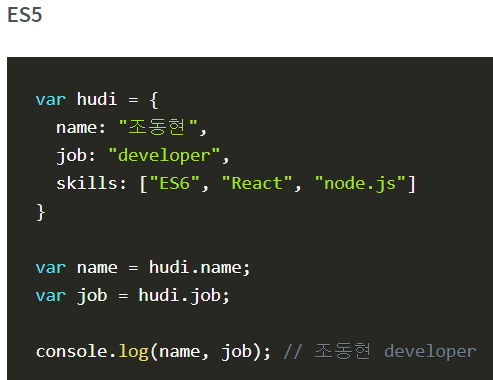 ES5
var hudi = {
  name: "조동현",
  job: "developer",
  skills: ["ES6", "React", "node.js"]
}
var name = hudi.name;
var job = hudi.job;
console.log(name, job); // 조동현 developer